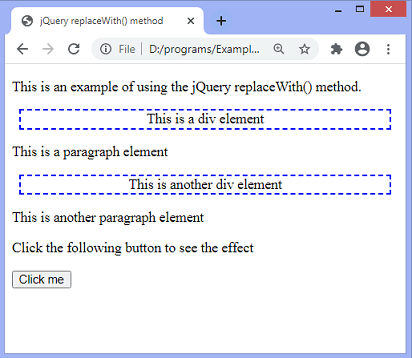 jQuery replaceWith() method
File
D:/programs/Exampl...
This is an example of using the jQuery replaceWith() method.
This is a div element
This is a paragraph element
This is another div element
This is another paragraph element
Click the following button to see the effect
Click me